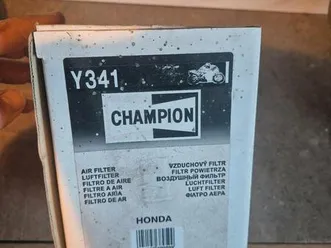 Y341
CHAMPION
AIR FILTER
LUFTFILTER
FILTRO DE AIRE
FILTRE A AIR
FILTRO ARIA
FILTRO DE AR
VZDUCHOVÝ FILTR
FILTR POWIETRZA
ВОЗДУШНЫЙ ФИЛЬТР
LUCHTFILTER
LUFT FILTER
ΦΙΛΤΡΟ ΑΕΡΑ
HONDA